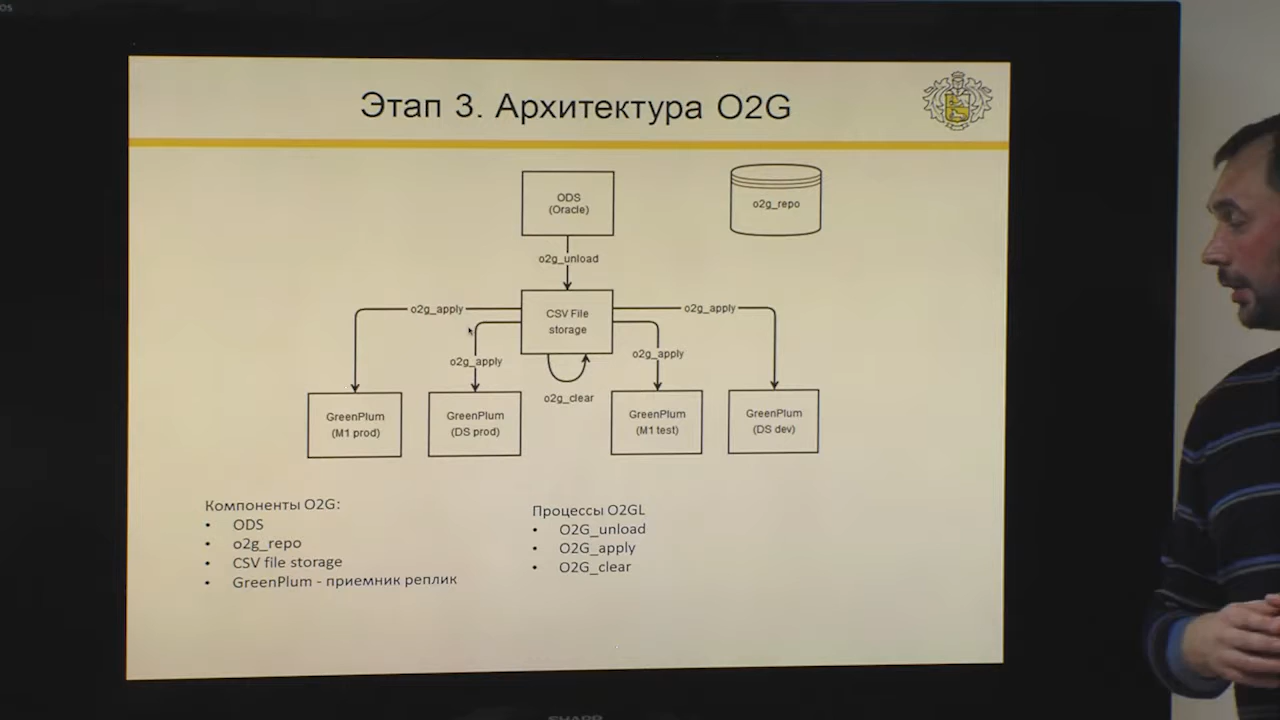 Этап 3. Архитектура O2G
ODS
(Oracle)
o2g_repo
o2g_unload
o2g_apply
CSV File
storage
o2g_apply
o2g_apply
o2g_apply
o2g_clear
GreenPlum
(M1 prod)
GreenPlum
(DS prod)
GreenPlum
(M1 test)
GreenPlum
(DS dev)
Компоненты O2G:
• ODS
• o2g_repo
• CSV file storage
• GreenPlum - приемник реплик
Процессы O2GL
• O2G_unload
• O2G_apply
• O2G_clear